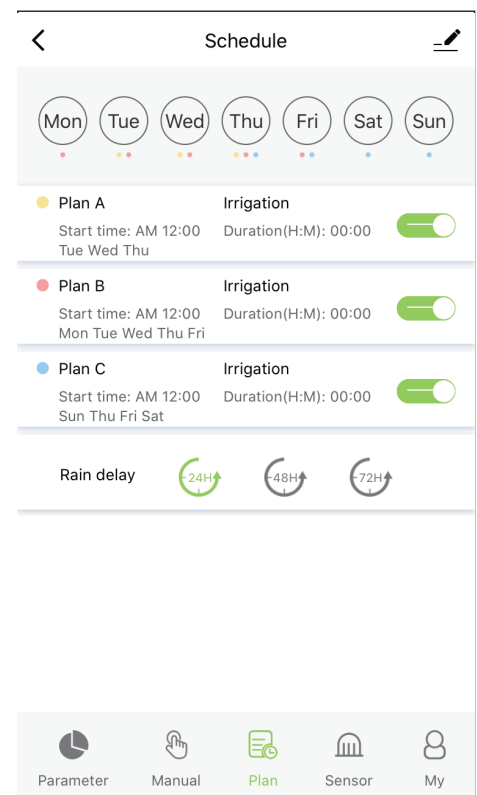 Schedule
Mon Tue Wed Thu Fri Sat Sun
Plan A Irrigation
Start time: AM 12:00 Duration(H:M): 00:00
Tue Wed Thu
Plan B Irrigation
Start time: AM 12:00 Duration(H:M): 00:00
Mon Tue Wed Thu Fri
Plan C Irrigation
Start time: AM 12:00 Duration(H:M): 00:00
Sun Thu Fri Sat
Rain delay 24H 48H 72H
Parameter Manual Plan Sensor My